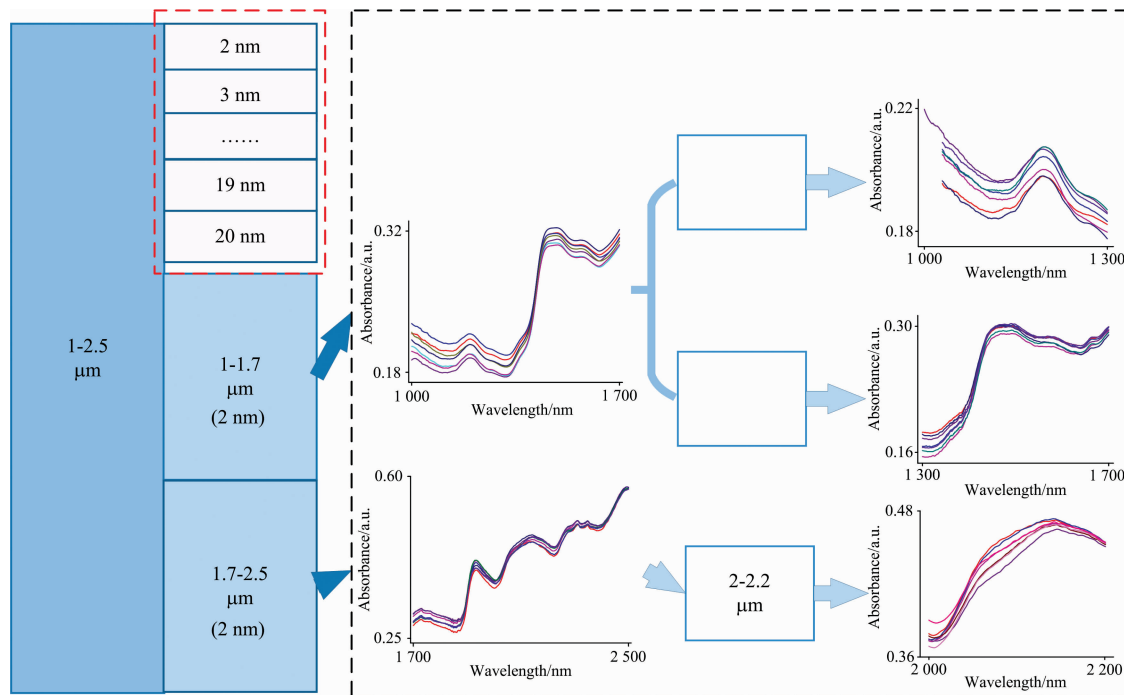 1-2.5
μm
2 nm
3 nm
......
19 nm
20 nm
1-1.7
μm
(2 nm)
1.7-2.5
μm
(2 nm)
Absorbance/a.u.
0.32
0.18
1 000
1 700
Wavelength/nm
Absorbance/a.u.
0.60
0.25
1 700
2 500
Wavelength/nm
2-2.2
μm
Absorbance/a.u.
0.22
0.18
1 000
1 300
Wavelength/nm
Absorbance/a.u.
0.30
0.16
1 300
1 700
Wavelength/nm
Absorbance/a.u.
0.48
0.36
2 000
2 200
Wavelength/nm